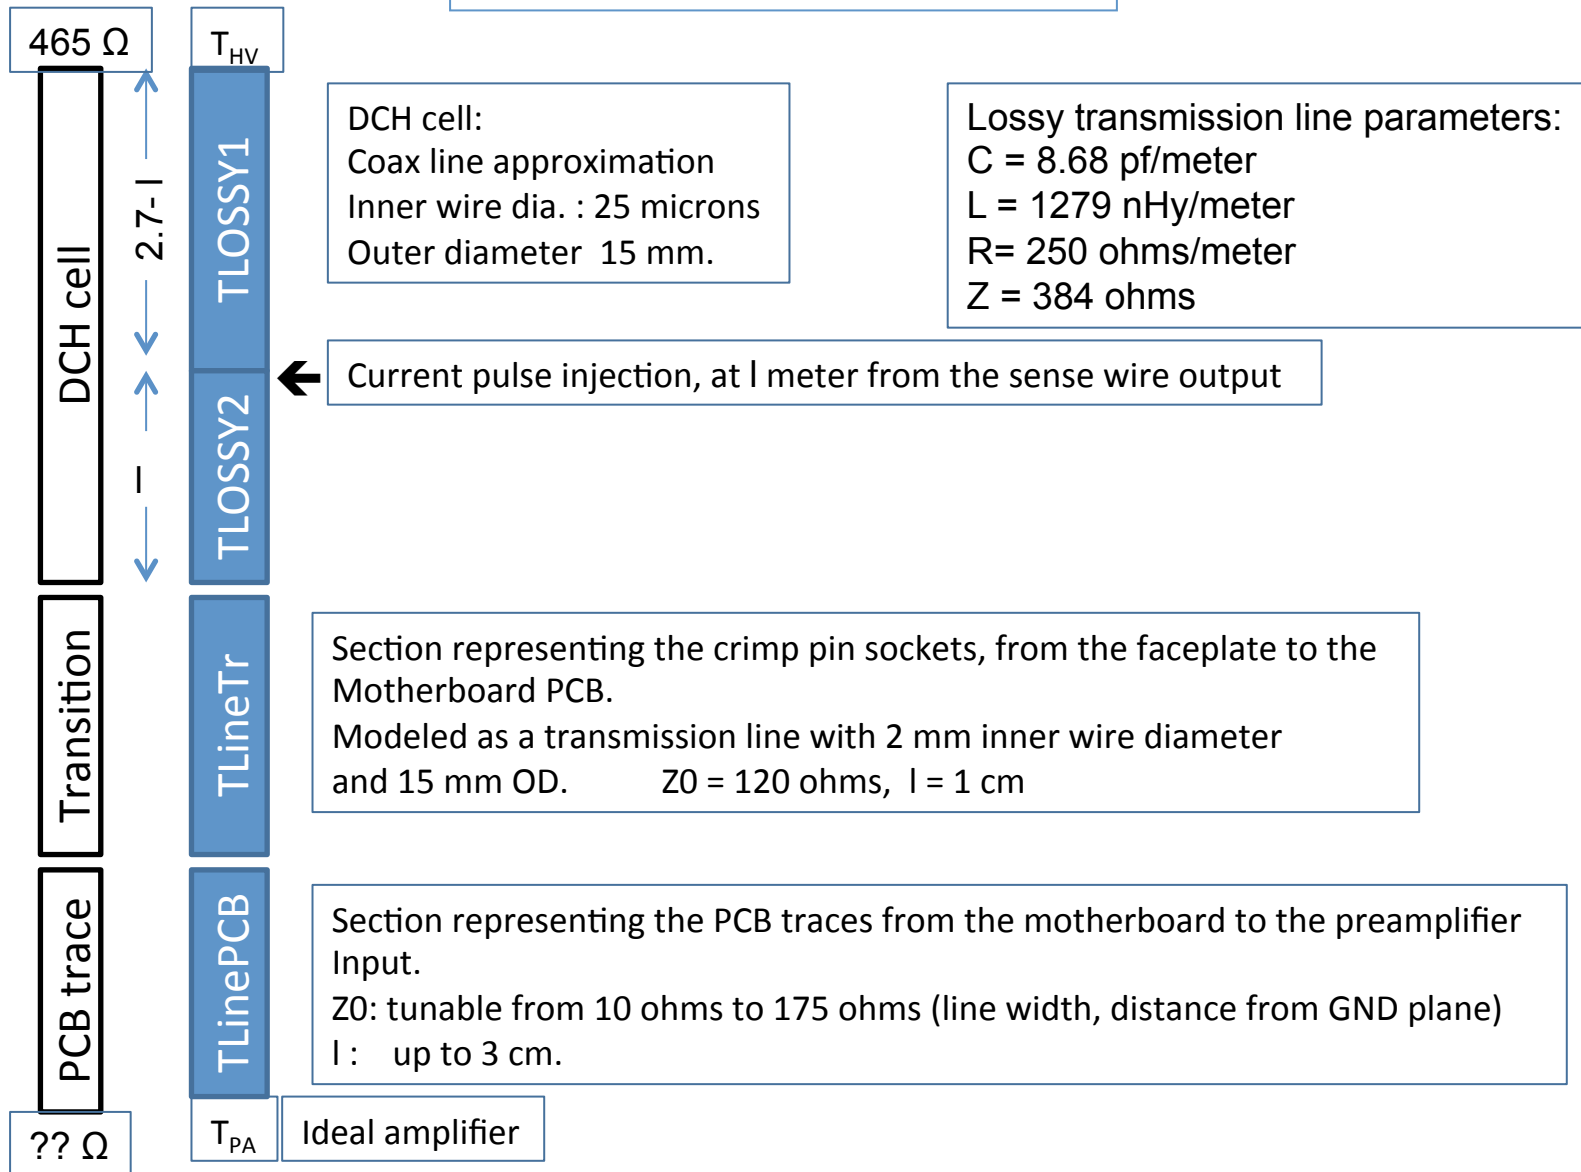 465 Ω
T_HV
DCH cell
2.7- l
l
TLOSSY1
TLOSSY2
DCH cell:
Coax line approximation
Inner wire dia. : 25 microns
Outer diameter 15 mm.
Lossy transmission line parameters:
C = 8.68 pf/meter
L = 1279 nHy/meter
R= 250 ohms/meter
Z = 384 ohms
Current pulse injection, at l meter from the sense wire output
Transition
TLineTr
Section representing the crimp pin sockets, from the faceplate to the
Motherboard PCB.
Modeled as a transmission line with 2 mm inner wire diameter
and 15 mm OD. Z0 = 120 ohms, l = 1 cm
PCB trace
TLinePCB
Section representing the PCB traces from the motherboard to the preamplifier
Input.
Z0: tunable from 10 ohms to 175 ohms (line width, distance from GND plane)
l : up to 3 cm.
?? Ω
T_PA
Ideal amplifier